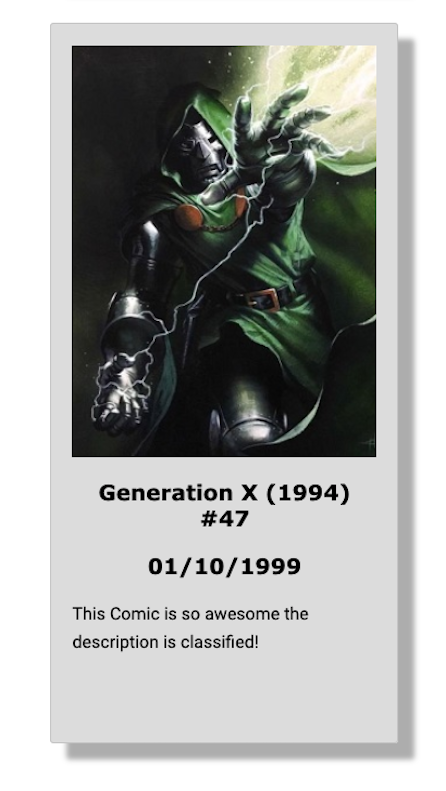 Generation X (1994)
#47
01/10/1999
This Comic is so awesome the
description is classified!